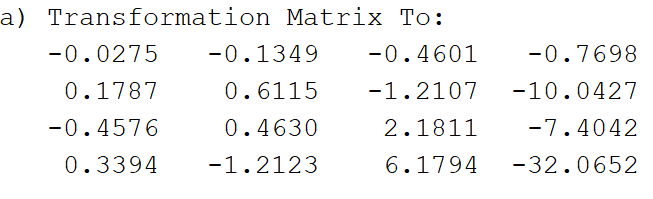 a) Transformation Matrix To:
-0.0275 -0.1349 -0.4601 -0.7698
0.1787 0.6115 -1.2107 -10.0427
-0.4576 0.4630 2.1811 -7.4042
0.3394 -1.2123 6.1794 -32.0652